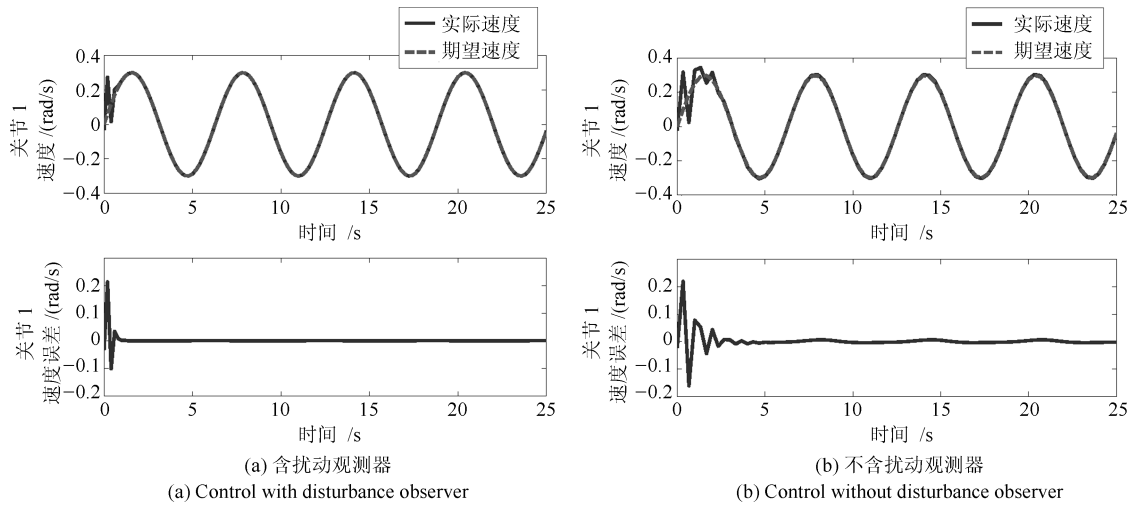 实际速度
期望速度
0.4
0.2
0
−0.2
−0.4
关节 1
速度 /(rad/s)
0
5
10
15
20
25
时间 /s
0.2
0.1
0
−0.1
−0.2
关节 1
速度误差 /(rad/s)
0
5
10
15
20
25
时间 /s
(a) 含扰动观测器
(a) Control with disturbance observer
实际速度
期望速度
0.4
0.2
0
−0.2
−0.4
关节 1
速度 /(rad/s)
0
5
10
15
20
25
时间 /s
0.2
0.1
0
−0.1
−0.2
关节 1
速度误差 /(rad/s)
0
5
10
15
20
25
时间 /s
(b) 不含扰动观测器
(b) Control without disturbance observer